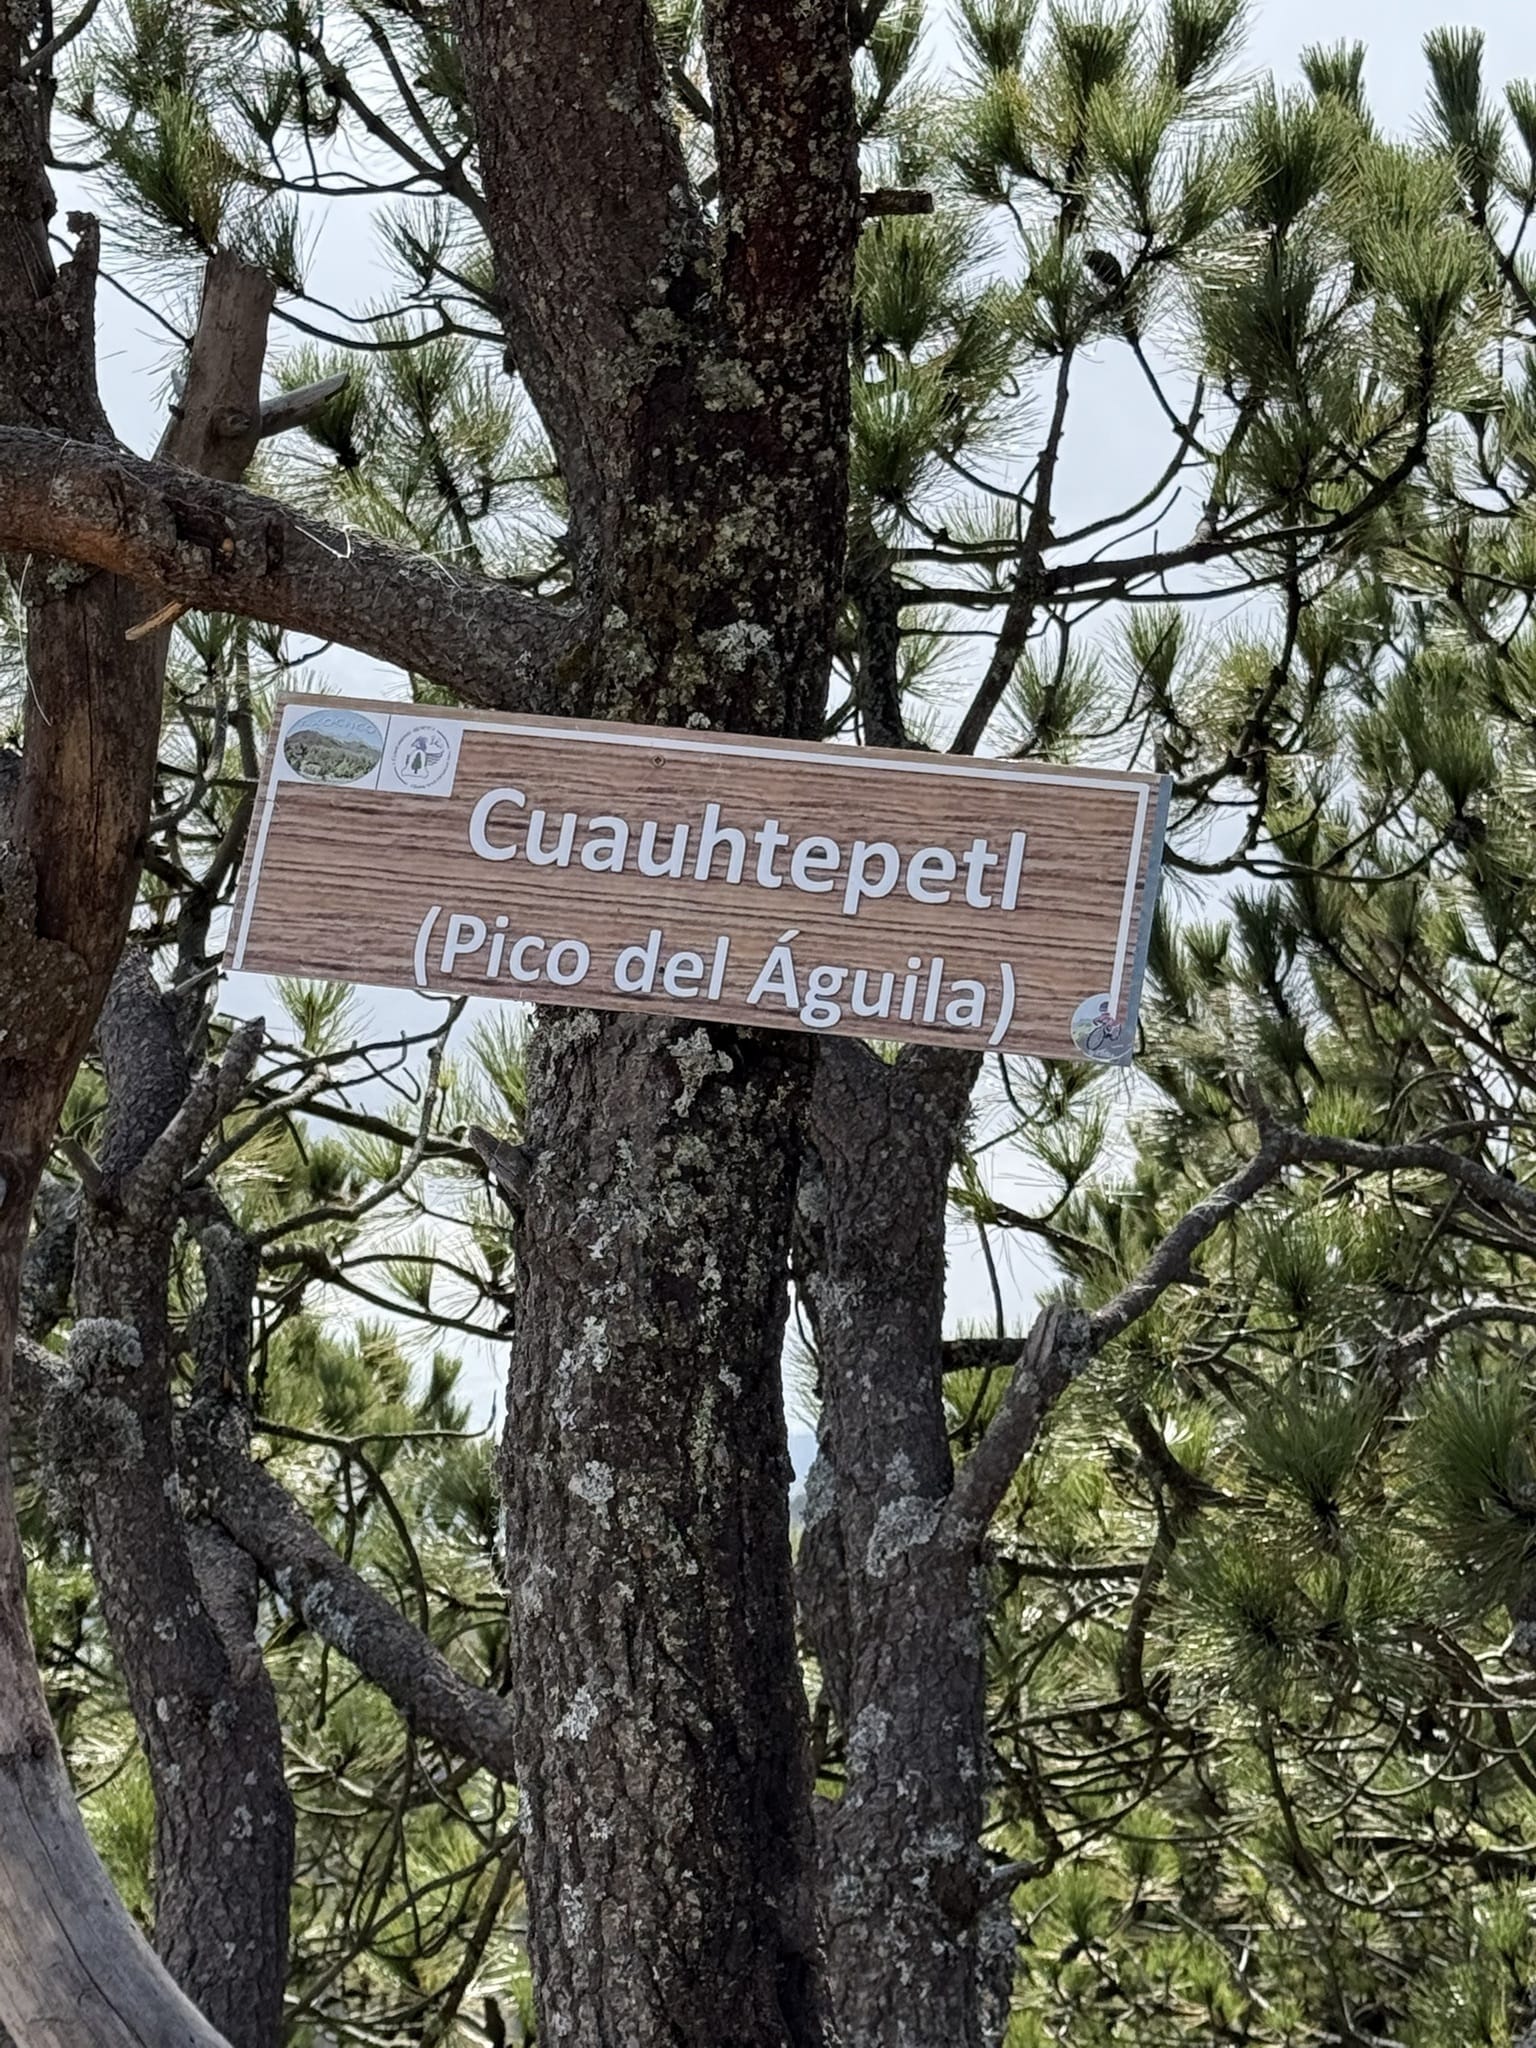 Cuauhtepetl
(Pico del Águila)